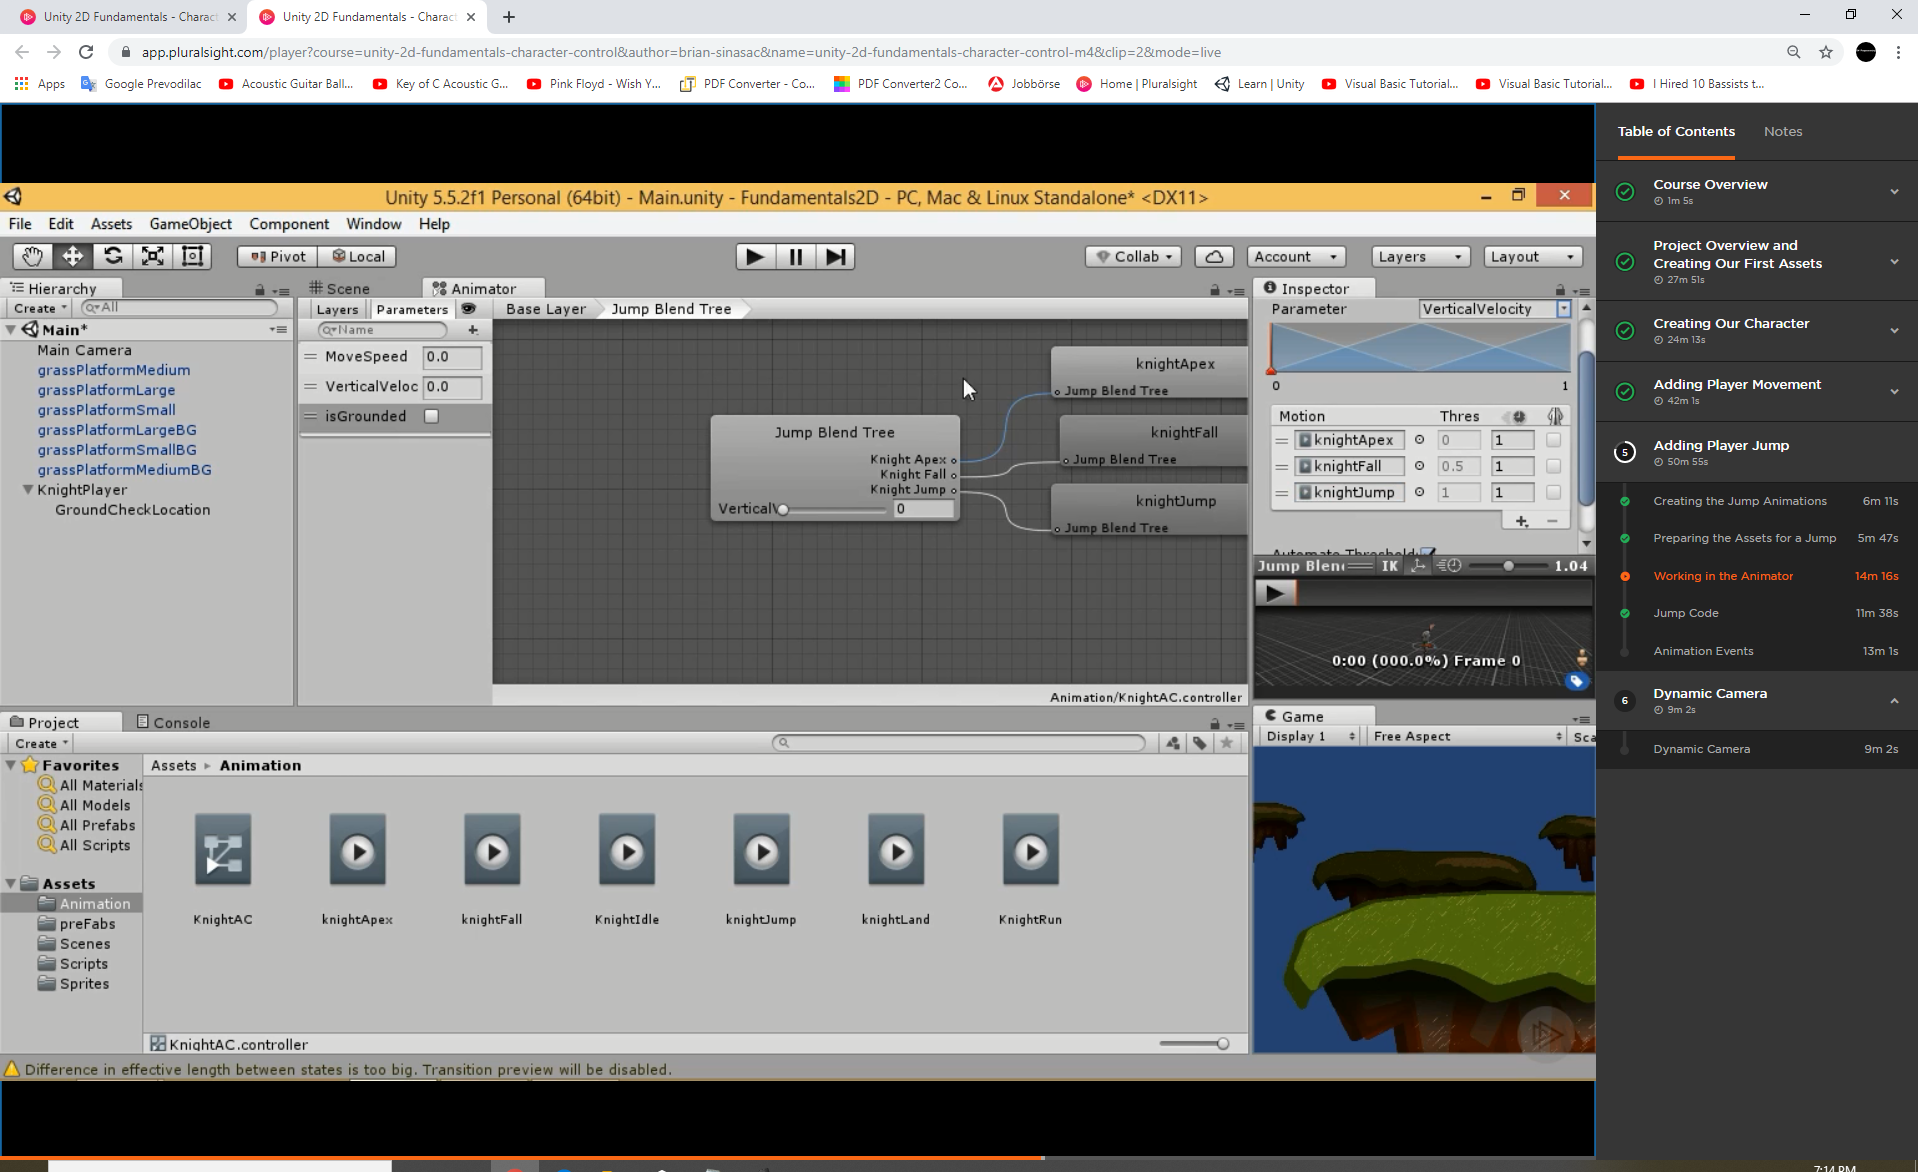 Unity 2D Fundamentals - Charac
Unity 2D Fundamentals - Charac
app.pluralsight.com/player?course=unity-2d-fundamentals-character-control&author=brian-sinasac&name=unity-2d-fundamentals-character-control-m4&clip=2&mode=live
Apps Google Prevodilac Acoustic Guitar Ball... Key of C Acoustic G... Pink Floyd - Wish Y... PDF Converter - Co... PDF Converter2 Co... Jobbörse Home | Pluralsight Learn | Unity Visual Basic Tutorial... Visual Basic Tutorial... I Hired 10 Bassists t...
Unity 5.5.2f1 Personal (64bit) - Main.unity - Fundamentals2D - PC, Mac & Linux Standalone* <DX11>
File Edit Assets GameObject Component Window Help
Pivot Local Collab Account Layers Layout
Hierarchy
Create All
Main*
Main Camera
grassPlatformMedium
grassPlatformLarge
grassPlatformSmall
grassPlatformLargeBG
grassPlatformSmallBG
grassPlatformMediumBG
KnightPlayer
GroundCheckLocation
Scene Animator
Layers Parameters
Name
MoveSpeed 0.0
VerticalVeloc 0.0
isGrounded
Base Layer Jump Blend Tree
Jump Blend Tree
Knight Apex
Knight Fall
Knight Jump
VerticalV 0
knightApex
Jump Blend Tree
knightFall
Jump Blend Tree
knightJump
Jump Blend Tree
Animation/KnightAC.controller
Inspector
Parameter VerticalVelocity
0 1
Motion Thres
knightApex 0 1
knightFall 0.5 1
knightJump 1 1
Automate Threshold
Jump Blen IK 1.04
0:00 (000.0%) Frame 0
Project Console
Create
Favorites
All Materials
All Models
All Prefabs
All Scripts
Assets
Animation
preFabs
Scenes
Scripts
Sprites
Assets Animation
KnightAC knightApex knightFall KnightIdle knightJump knightLand KnightRun
KnightAC.controller
Game
Display 1 Free Aspect Sca
Difference in effective length between states is too big. Transition preview will be disabled.
Table of Contents Notes
Course Overview
1m 5s
Project Overview and
Creating Our First Assets
27m 51s
Creating Our Character
24m 13s
Adding Player Movement
42m 1s
5 Adding Player Jump
50m 55s
Creating the Jump Animations 6m 11s
Preparing the Assets for a Jump 5m 47s
Working in the Animator 14m 16s
Jump Code 11m 38s
Animation Events 13m 1s
6 Dynamic Camera
9m 2s
Dynamic Camera 9m 2s
7:14 PM